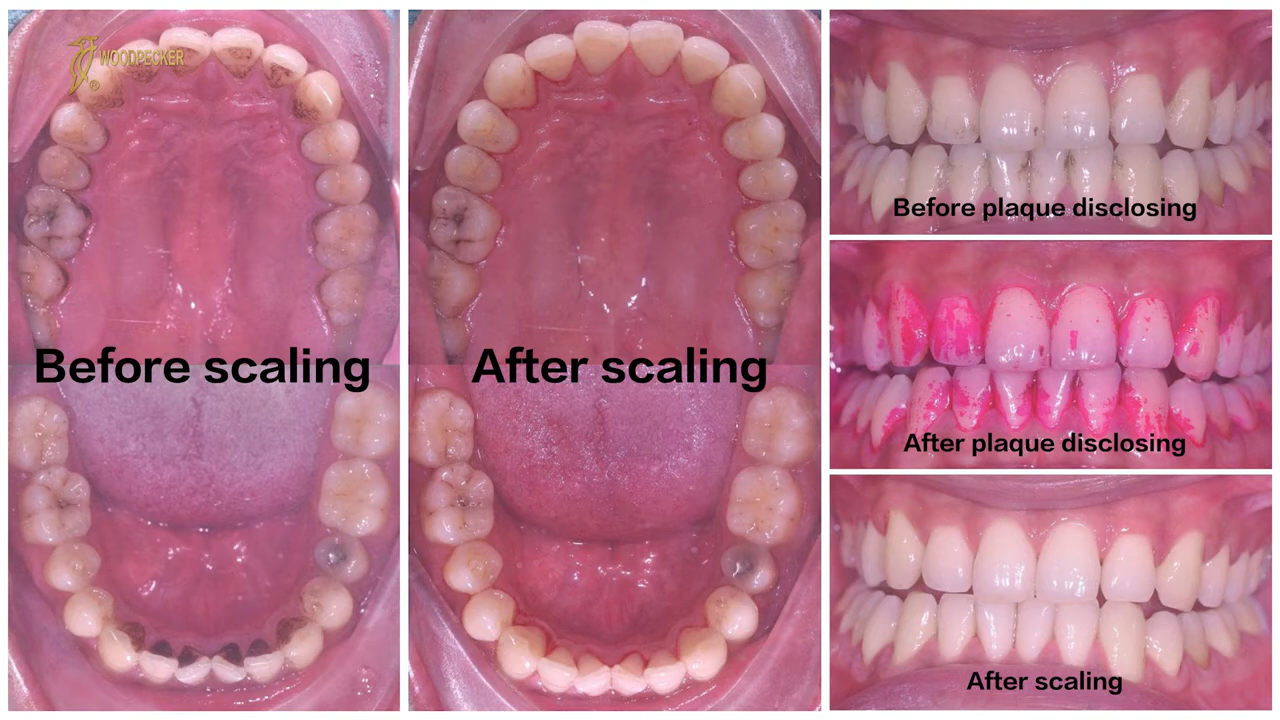 WOODPECKER
®
Before scaling
After scaling
Before plaque disclosing
After plaque disclosing
After scaling